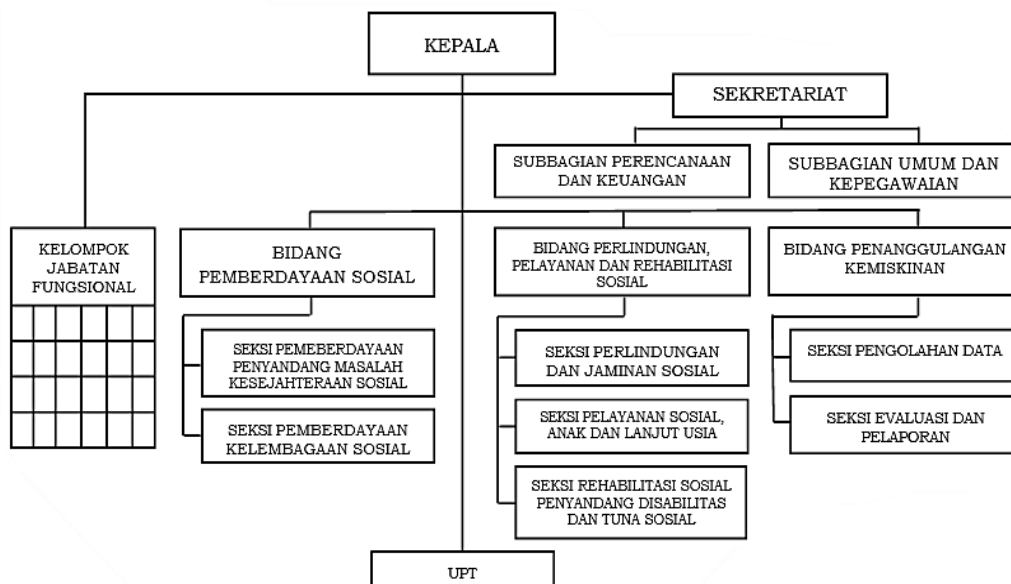 KEPALA
SEKRETARIAT
SUBBAGIAN PERENCANAAN
DAN KEUANGAN
SUBBAGIAN UMUM DAN
KEPEGAWAIAN
KELOMPOK
JABATAN
FUNGSIONAL
BIDANG
PEMBERDAYAAN SOSIAL
SEKSI PEMEBERDAYAAN
PENYANDANG MASALAH
KESEJAHTERAAN SOSIAL
SEKSI PEMBERDAYAAN
KELEMBAGAAN SOSIAL
BIDANG PERLINDUNGAN,
PELAYANAN DAN REHABILITASI
SOSIAL
SEKSI PERLINDUNGAN
DAN JAMINAN SOSIAL
SEKSI PELAYANAN SOSIAL,
ANAK DAN LANJUT USIA
SEKSI REHABILITASI SOSIAL
PENYANDANG DISABILITAS
DAN TUNA SOSIAL
BIDANG PENANGGULANGAN
KEMISKINAN
SEKSI PENGOLAHAN DATA
SEKSI EVALUASI DAN
PELAPORAN
UPT